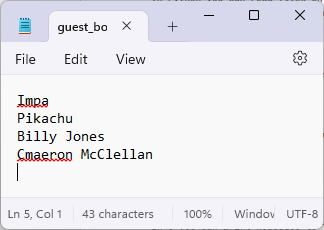 guest_bo
File Edit View
Impa
Pikachu
Billy Jones
Cmaeron McClellan
Ln 5, Col 1 43 characters 100% Window UTF-8